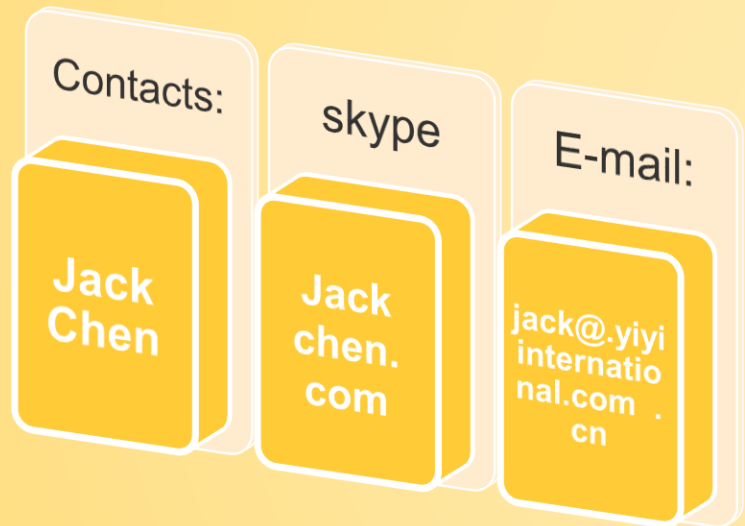 Contacts:
Jack
Chen
skype
Jack
chen.
com
E-mail:
jack@.yiyi
internatio
nal.com .
cn